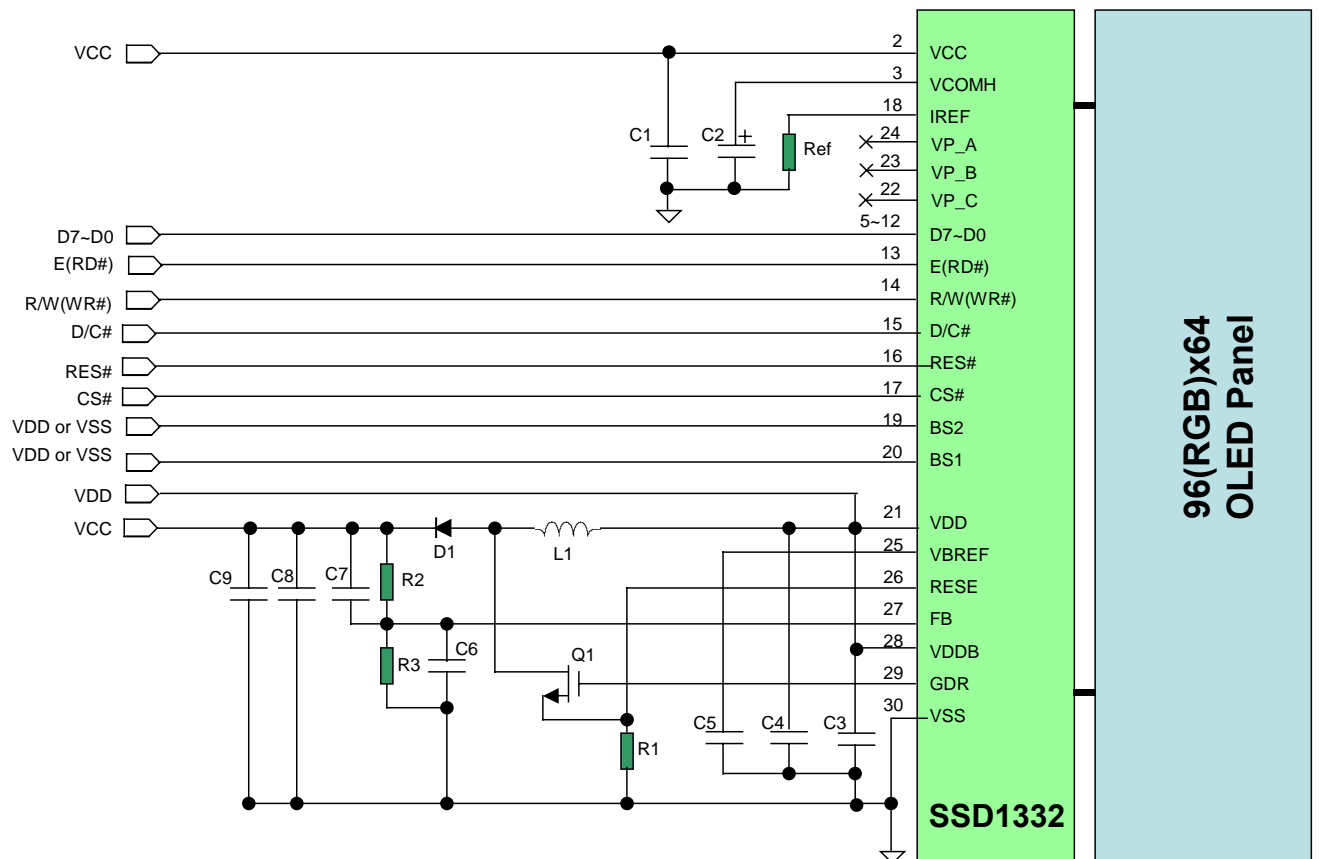 VCC 2 VCC
3 VCOMH
18 IREF
C1 C2 + Ref 24 VP_A
23 VP_B
22 VP_C
D7~D0 5~12 D7~D0
E(RD#) 13 E(RD#)
R/W(WR#) 14 R/W(WR#)
D/C# 15 D/C#
RES# 16 RES#
CS# 17 CS#
VDD or VSS 19 BS2
VDD or VSS 20 BS1
VDD
VCC 21 VDD
D1 L1 25 VBREF
C9 C8 C7 R2 26 RESE
27 FB
R3 C6 Q1 28 VDDB
29 GDR
30 VSS
R1 C5 C4 C3
SSD1332
96(RGB)x64
OLED Panel